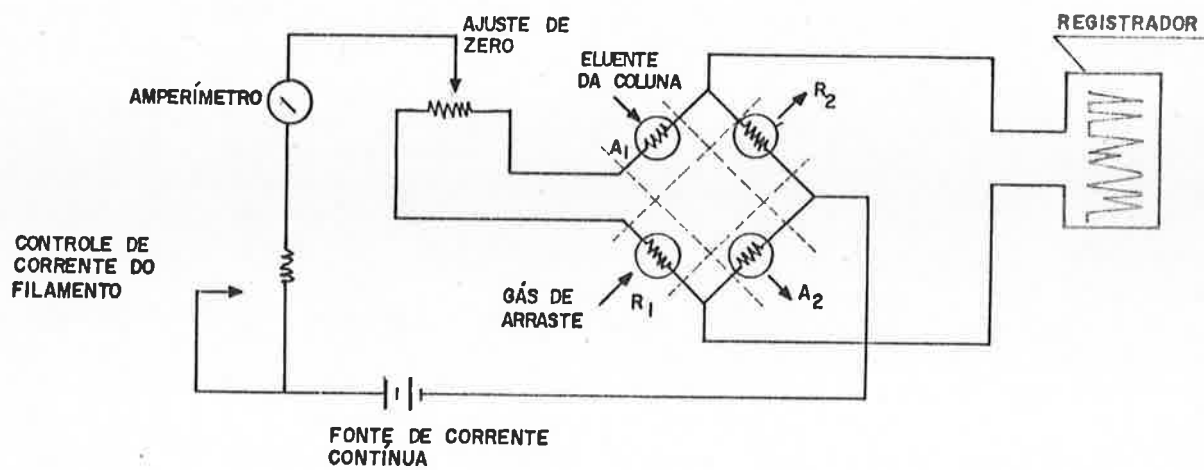 REGISTRADOR
AJUSTE DE
ZERO
ELUENTE
DA COLUNA
R2
AMPERÍMETRO
A1
CONTROLE DE
CORRENTE DO
FILAMENTO
GÁS DE
ARRASTE
R1
A2
FONTE DE CORRENTE
CONTÍNUA